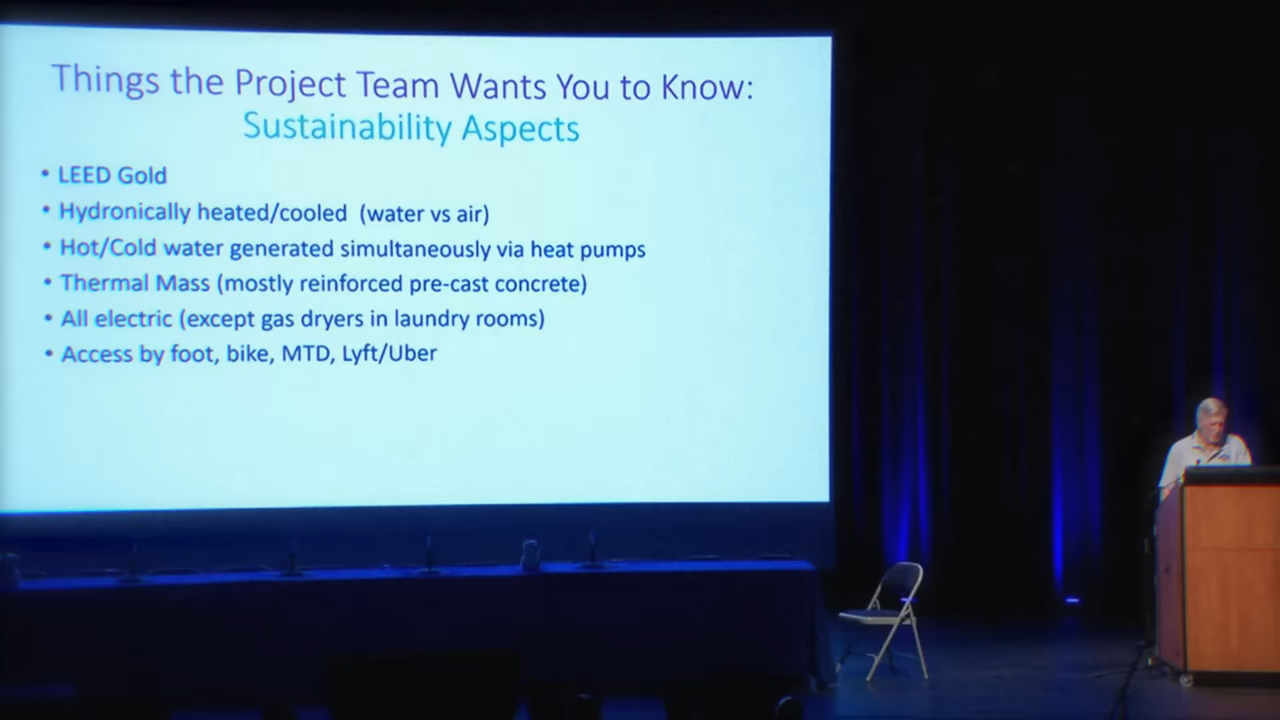 Things the Project Team Wants You to Know:
Sustainability Aspects
• LEED Gold
• Hydronically heated/cooled (water vs air)
• Hot/Cold water generated simultaneously via heat pumps
• Thermal Mass (mostly reinforced pre-cast concrete)
• All electric (except gas dryers in laundry rooms)
• Access by foot, bike, MTD, Lyft/Uber